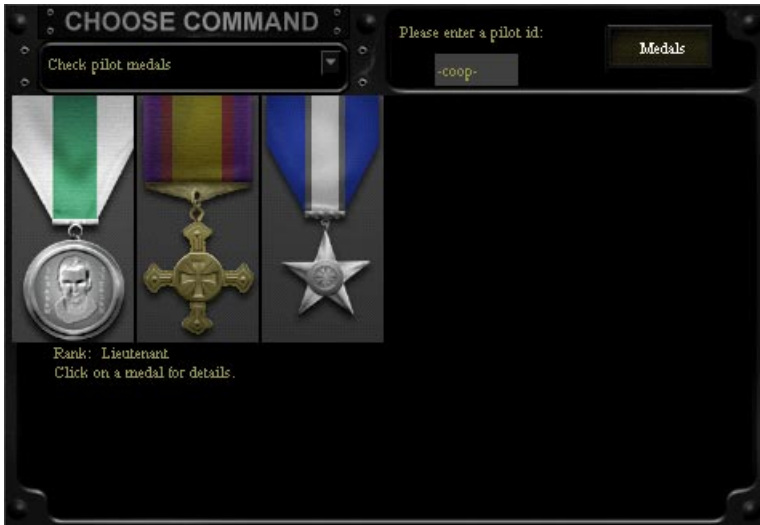 CHOOSE COMMAND
Please enter a pilot id:
Medals
Check pilot medals
-coop-
Rank: Lieutenant
Click on a medal for details.